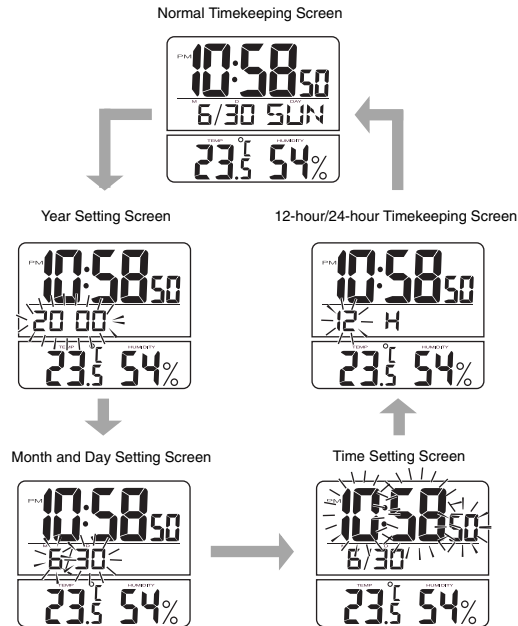 Normal Timekeeping Screen
PM 10:58 50
M D DAY
6/30 SUN
TEMP HUMIDITY
23.5 °C 54%
Year Setting Screen
12-hour/24-hour Timekeeping Screen
PM 10:58 50
PM 10:58 50
20 00
12 H
TEMP HUMIDITY
TEMP HUMIDITY
23.5 °C 54%
23.5 °C 54%
Month and Day Setting Screen
Time Setting Screen
PM 10:58 50
PM 10:58 50
6/30
6/30
TEMP HUMIDITY
TEMP HUMIDITY
23.5 °C 54%
23.5 °C 54%